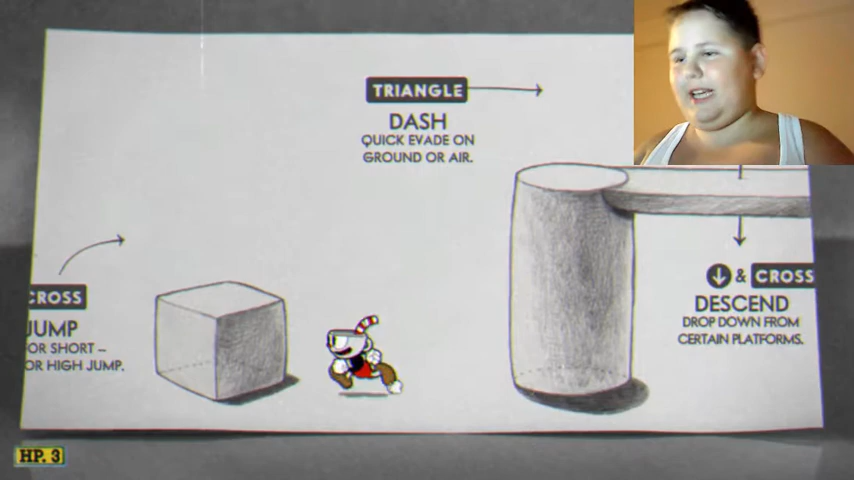 TRIANGLE
DASH
QUICK EVADE ON
GROUND OR AIR.
CROSS
JUMP
OR SHORT –
OR HIGH JUMP.
& CROSS
DESCEND
DROP DOWN FROM
CERTAIN PLATFORMS.
HP. 3